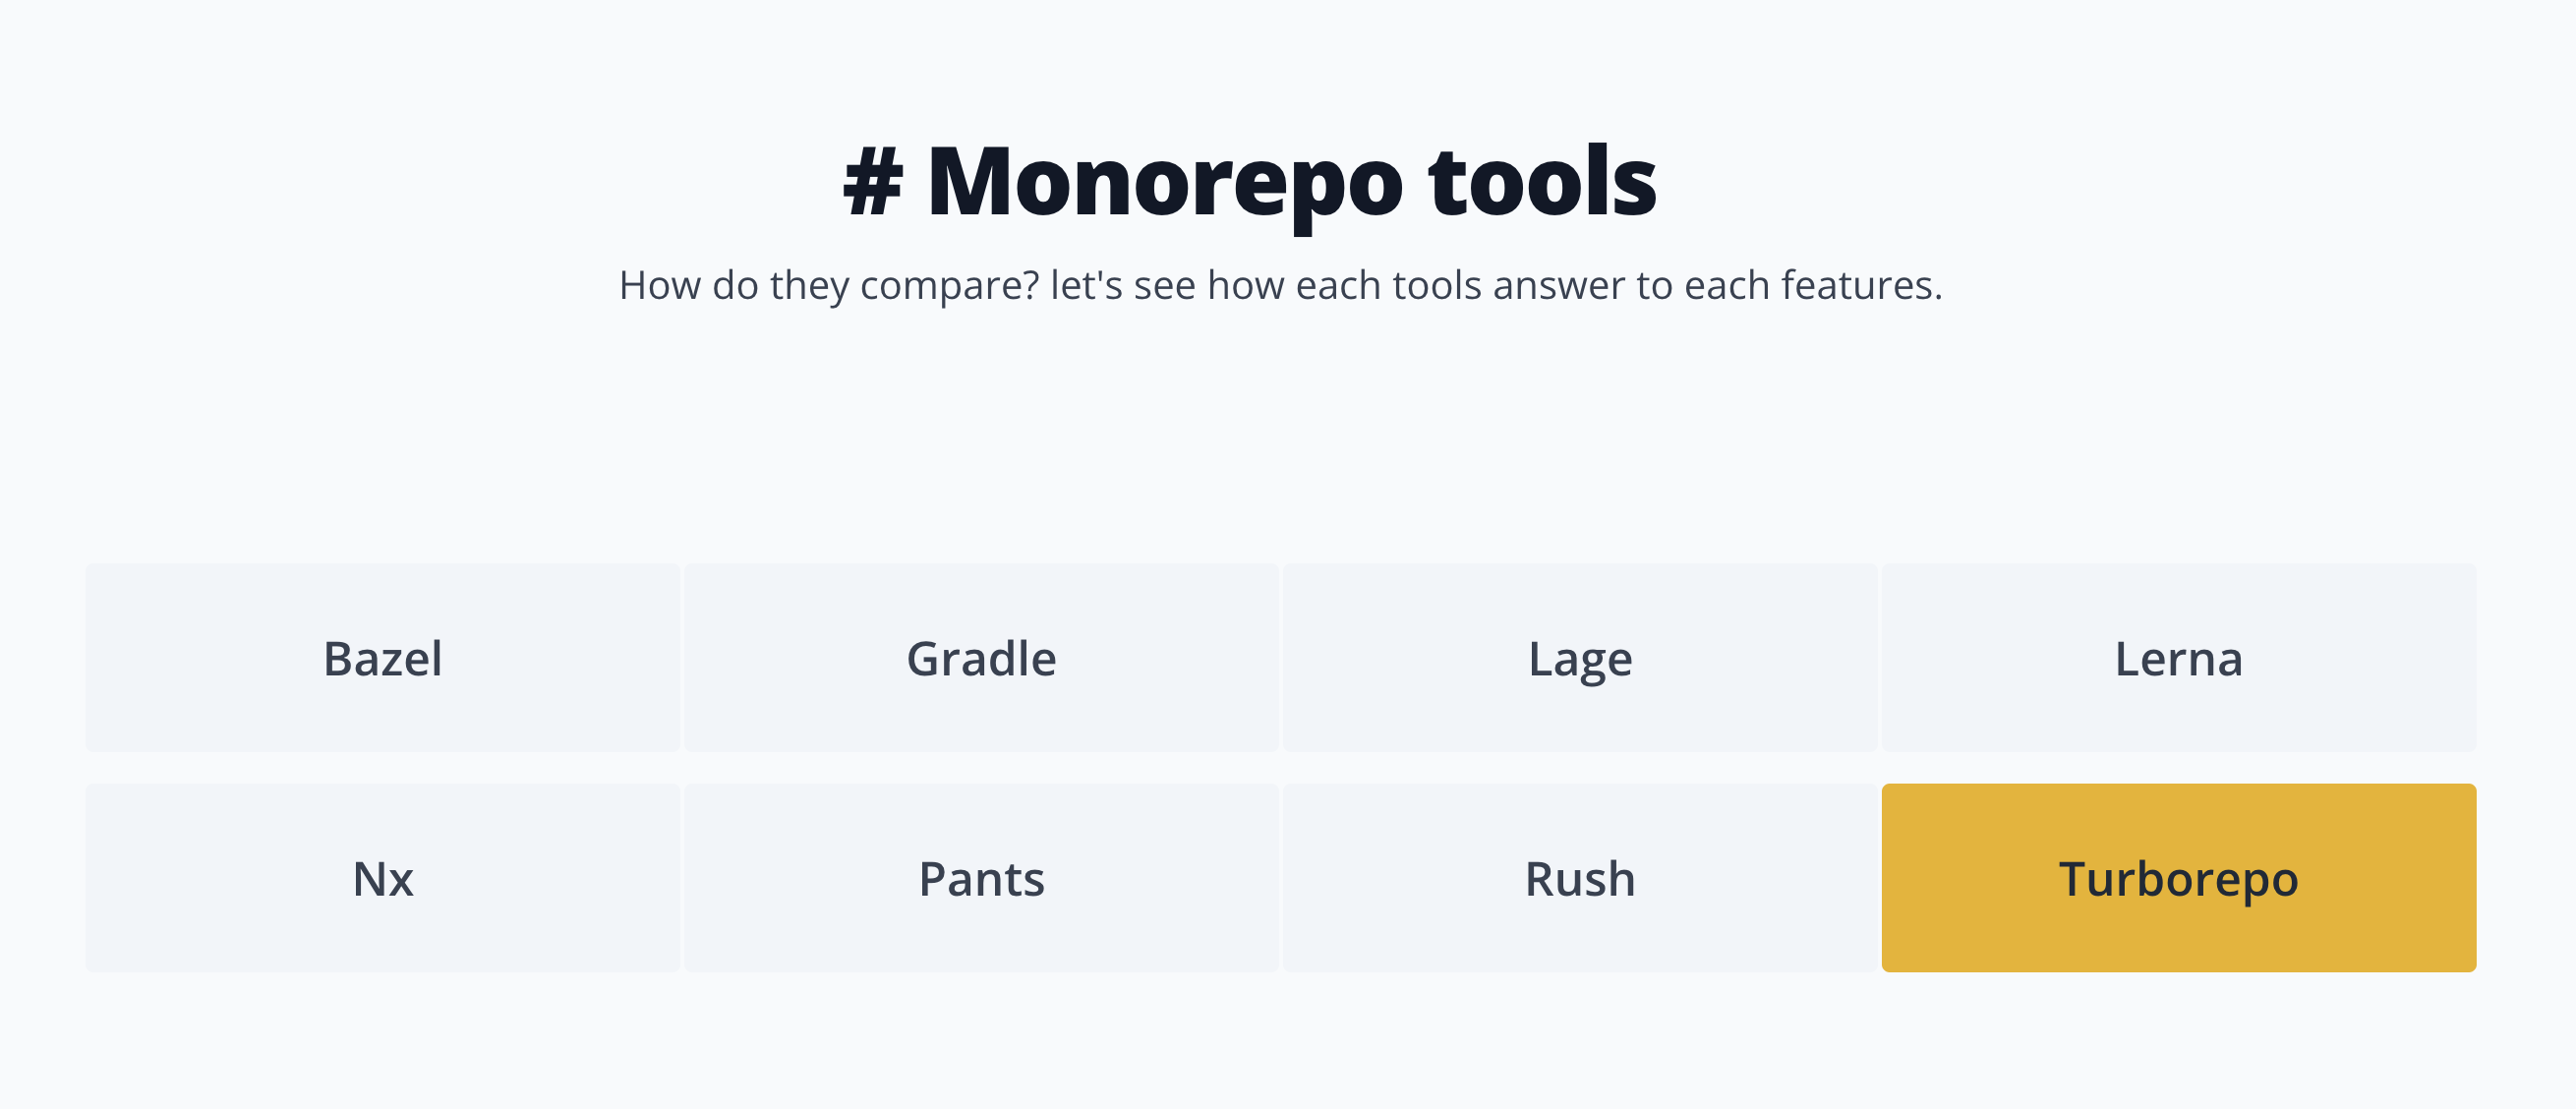 # Monorepo tools
How do they compare? let's see how each tools answer to each features.
Bazel
Gradle
Lage
Lerna
Nx
Pants
Rush
Turborepo